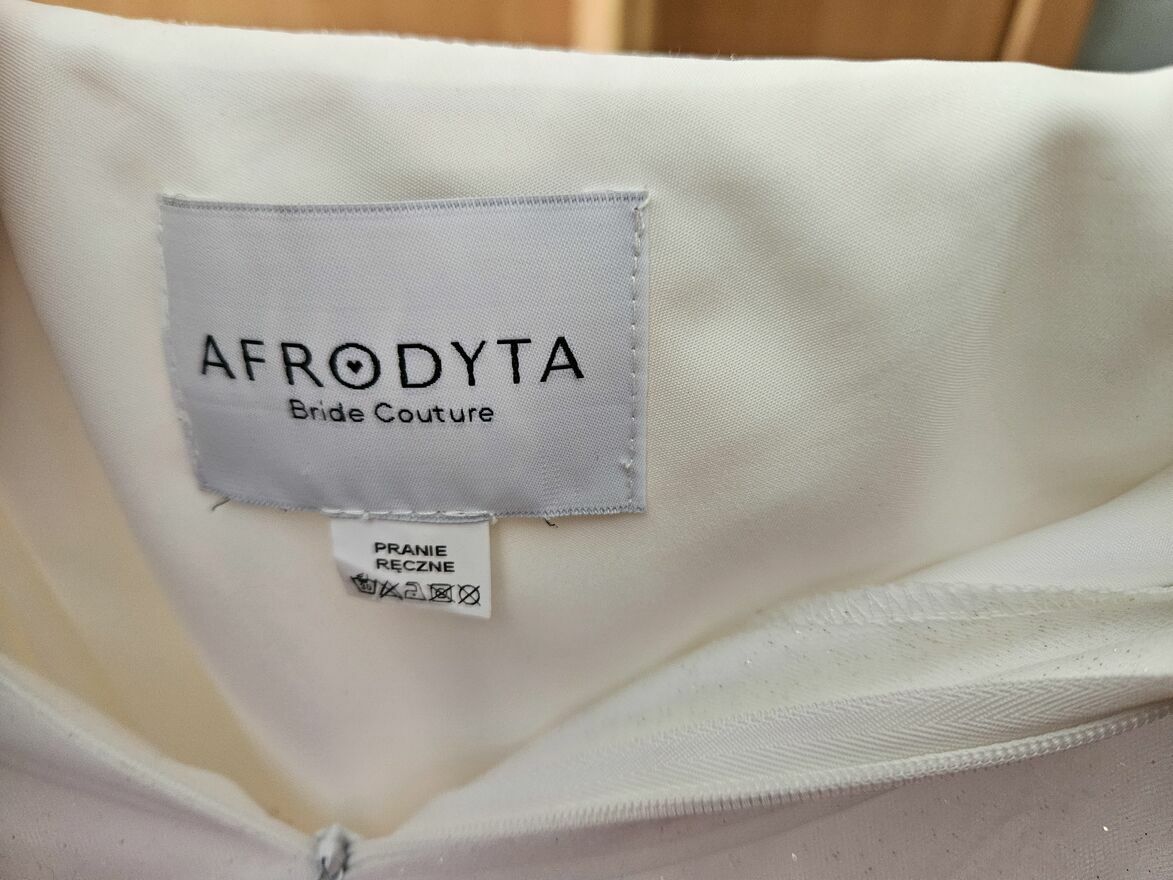 AFRODYTA
Bride Couture
PRANIE
RĘCZNE